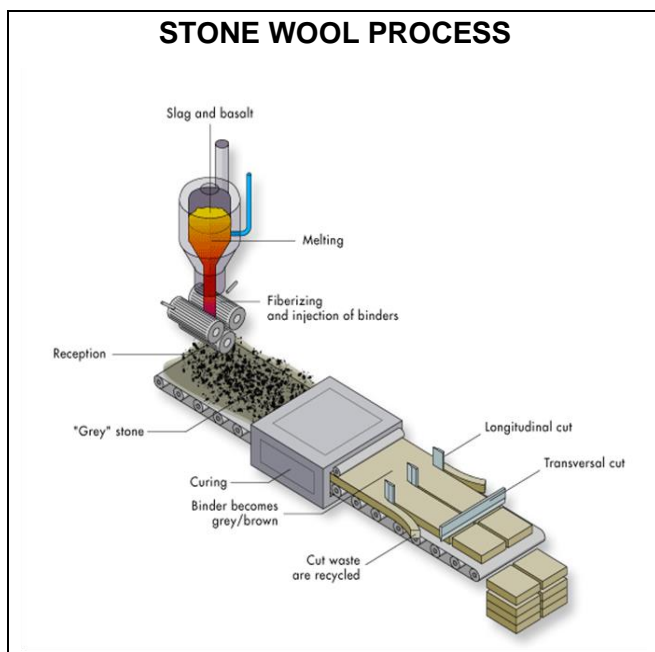 STONE WOOL PROCESS
Slag and basalt
Melting
Fiberizing
and injection of binders
Reception
"Grey" stone
Longitudinal cut
Transversal cut
Curing
Binder becomes
grey/brown
Cut waste
are recycled